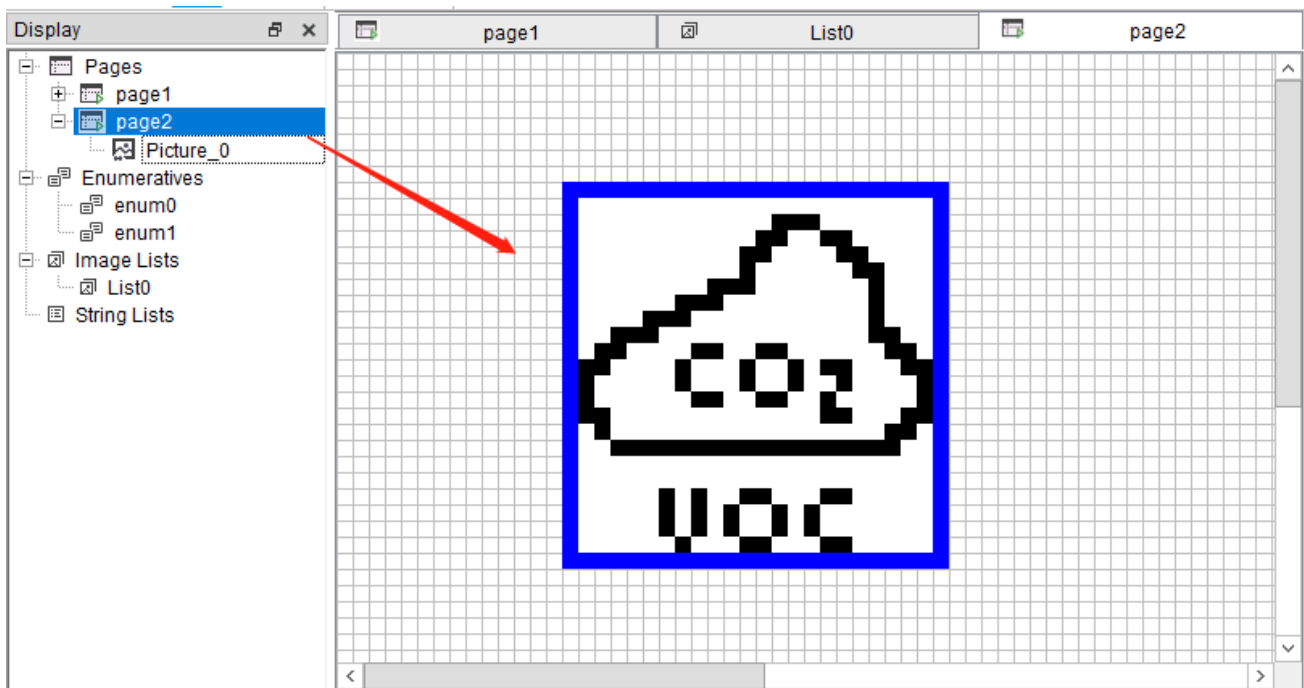 Display
page1
List0
page2
Pages
page1
page2
Picture_0
Enumeratives
enum0
enum1
Image Lists
List0
String Lists
CO2
VOC